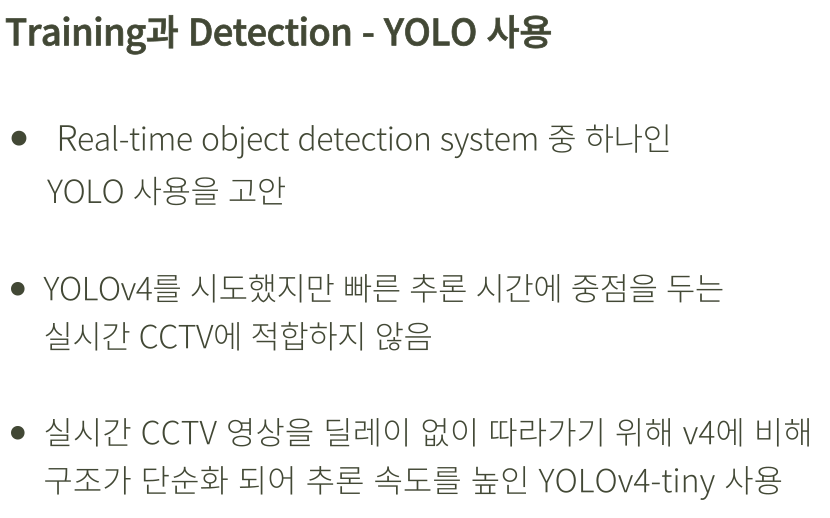 Training과 Detection - YOLO 사용
● Real-time object detection system 중 하나인
YOLO 사용을 고안
● YOLOv4를 시도했지만 빠른 추론 시간에 중점을 두는
실시간 CCTV에 적합하지 않음
● 실시간 CCTV 영상을 딜레이 없이 따라가기 위해 v4에 비해
구조가 단순화 되어 추론 속도를 높인 YOLOv4-tiny 사용